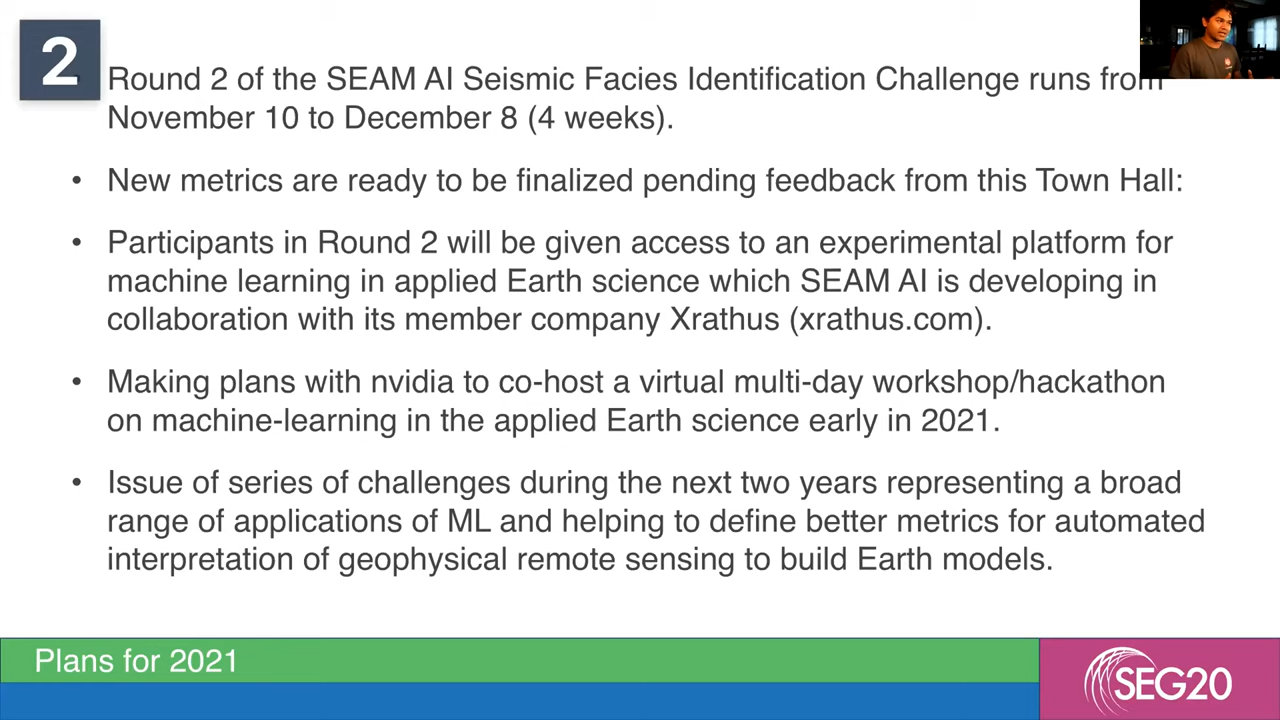 2
Round 2 of the SEAM AI Seismic Facies Identification Challenge runs from
November 10 to December 8 (4 weeks).
• New metrics are ready to be finalized pending feedback from this Town Hall:
• Participants in Round 2 will be given access to an experimental platform for
machine learning in applied Earth science which SEAM AI is developing in
collaboration with its member company Xrathus (xrathus.com).
• Making plans with nvidia to co-host a virtual multi-day workshop/hackathon
on machine-learning in the applied Earth science early in 2021.
• Issue of series of challenges during the next two years representing a broad
range of applications of ML and helping to define better metrics for automated
interpretation of geophysical remote sensing to build Earth models.
Plans for 2021
SEG20